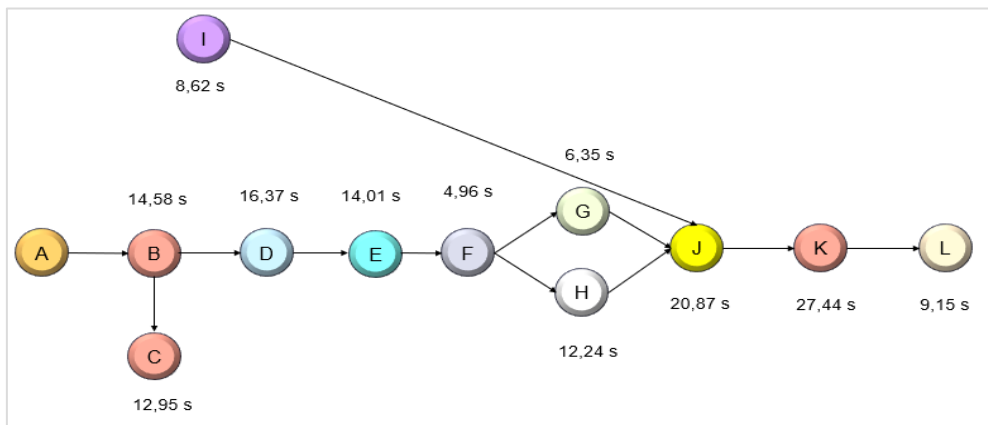 I
8,62 s
6,35 s
14,58 s
16,37 s
14,01 s
4,96 s
G
A
B
D
E
F
J
K
L
H
20,87 s
27,44 s
9,15 s
12,24 s
C
12,95 s